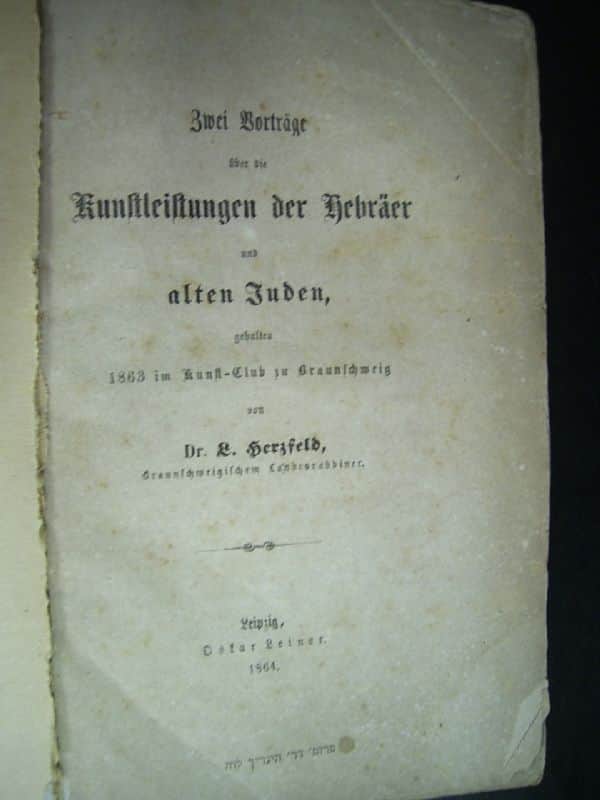 Zwei Vorträge
über die
Kunstleistungen der Hebräer
und
alten Juden,
gehalten
1863 im Kunst-Club zu Braunschweig
von
Dr. L. Herzfeld,
Braunschweigischem Landesrabbiner.
Leipzig,
Oskar Leiner.
1864.